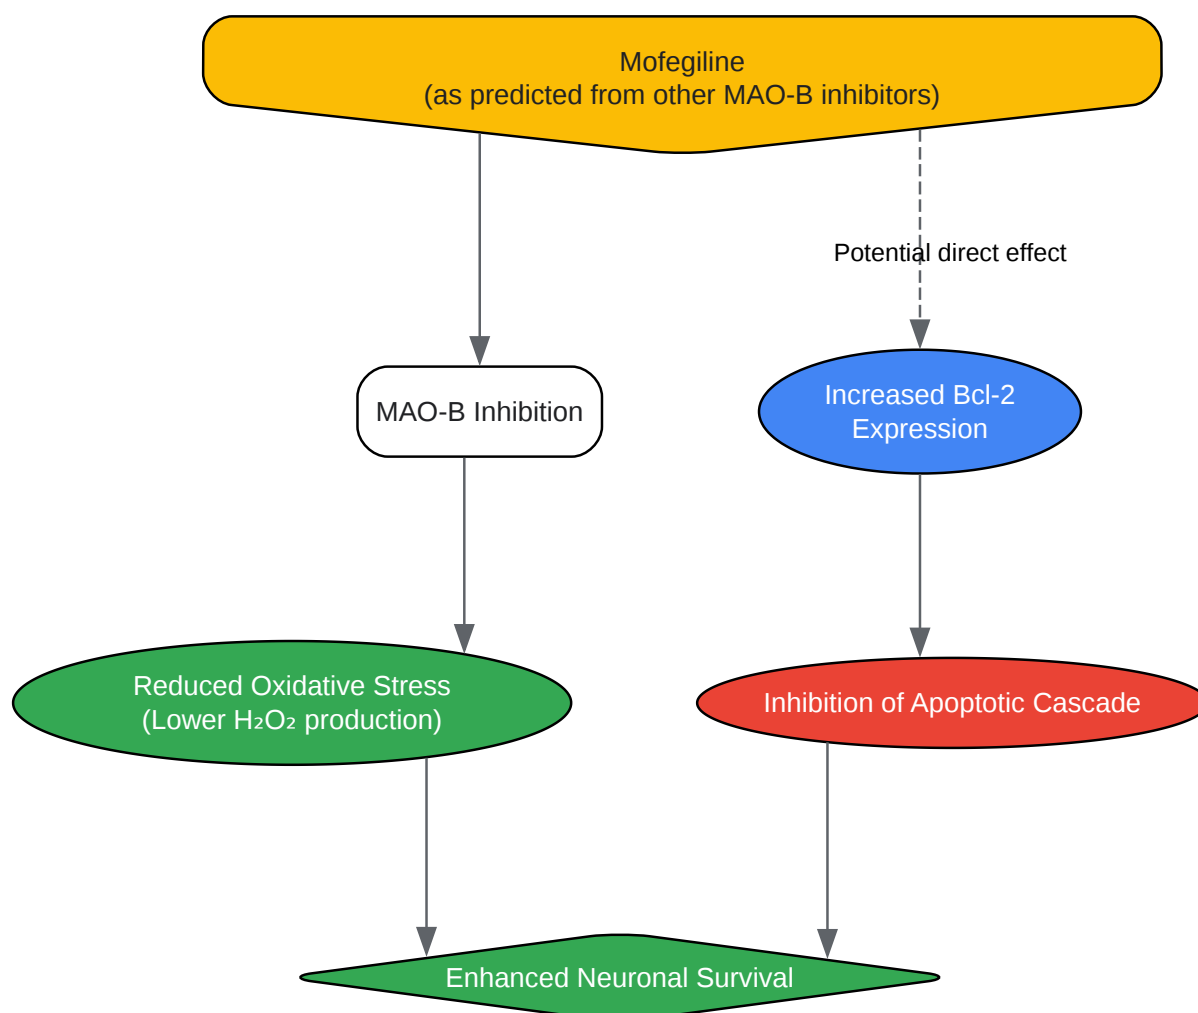 Mofegiline
(as predicted from other MAO-B inhibitors)
Potential direct effect
MAO-B Inhibition
Increased Bcl-2
Expression
Reduced Oxidative Stress
(Lower H₂O₂ production)
Inhibition of Apoptotic Cascade
Enhanced Neuronal Survival